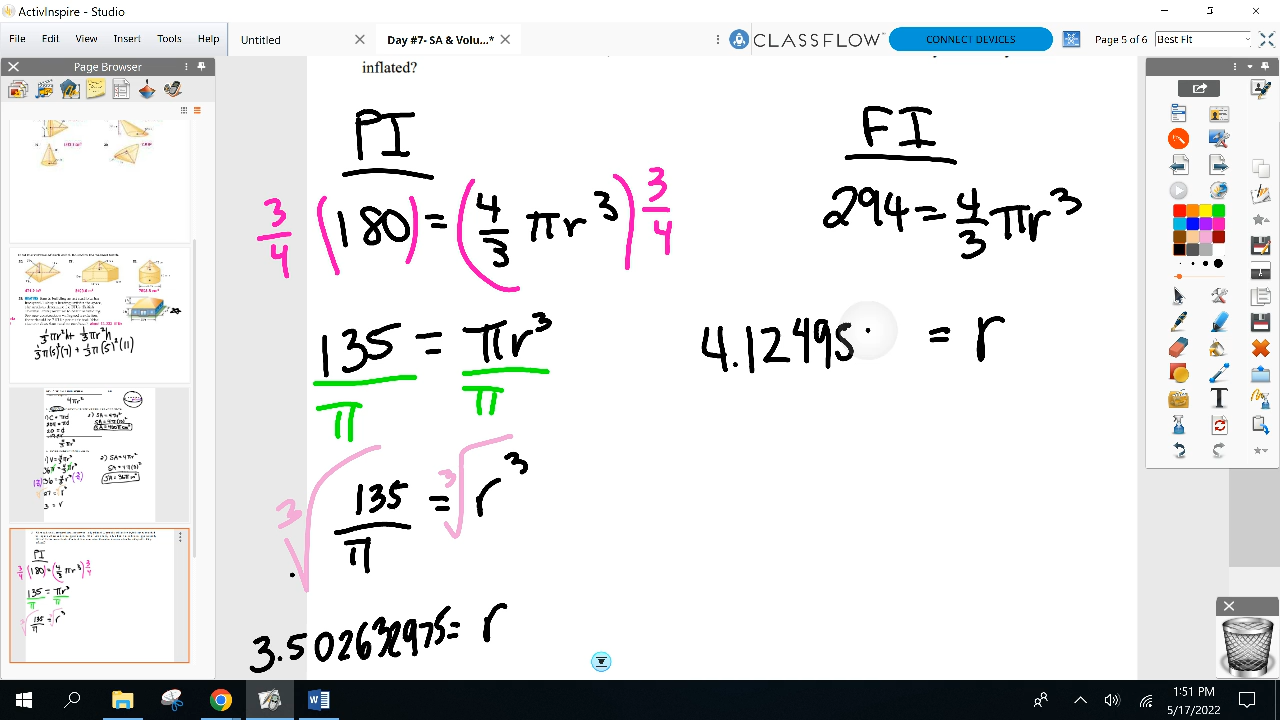 ActivInspire - Studio
File Edit View Insert Tools Help
Untitled
Day #7- SA & Volu...*
CLASSFLOW
CONNECT DEVICES
Page 5 of 6
Best Fit
Page Browser
inflated?
PI
3/4 (180) = (4/3 πr³) 3/4
135 = πr³
π π
∛ 135/π = ∛ r³
3.502632975= r
FI
294 = 4/3 πr³
4.12495 = r
1:51 PM
5/17/2022